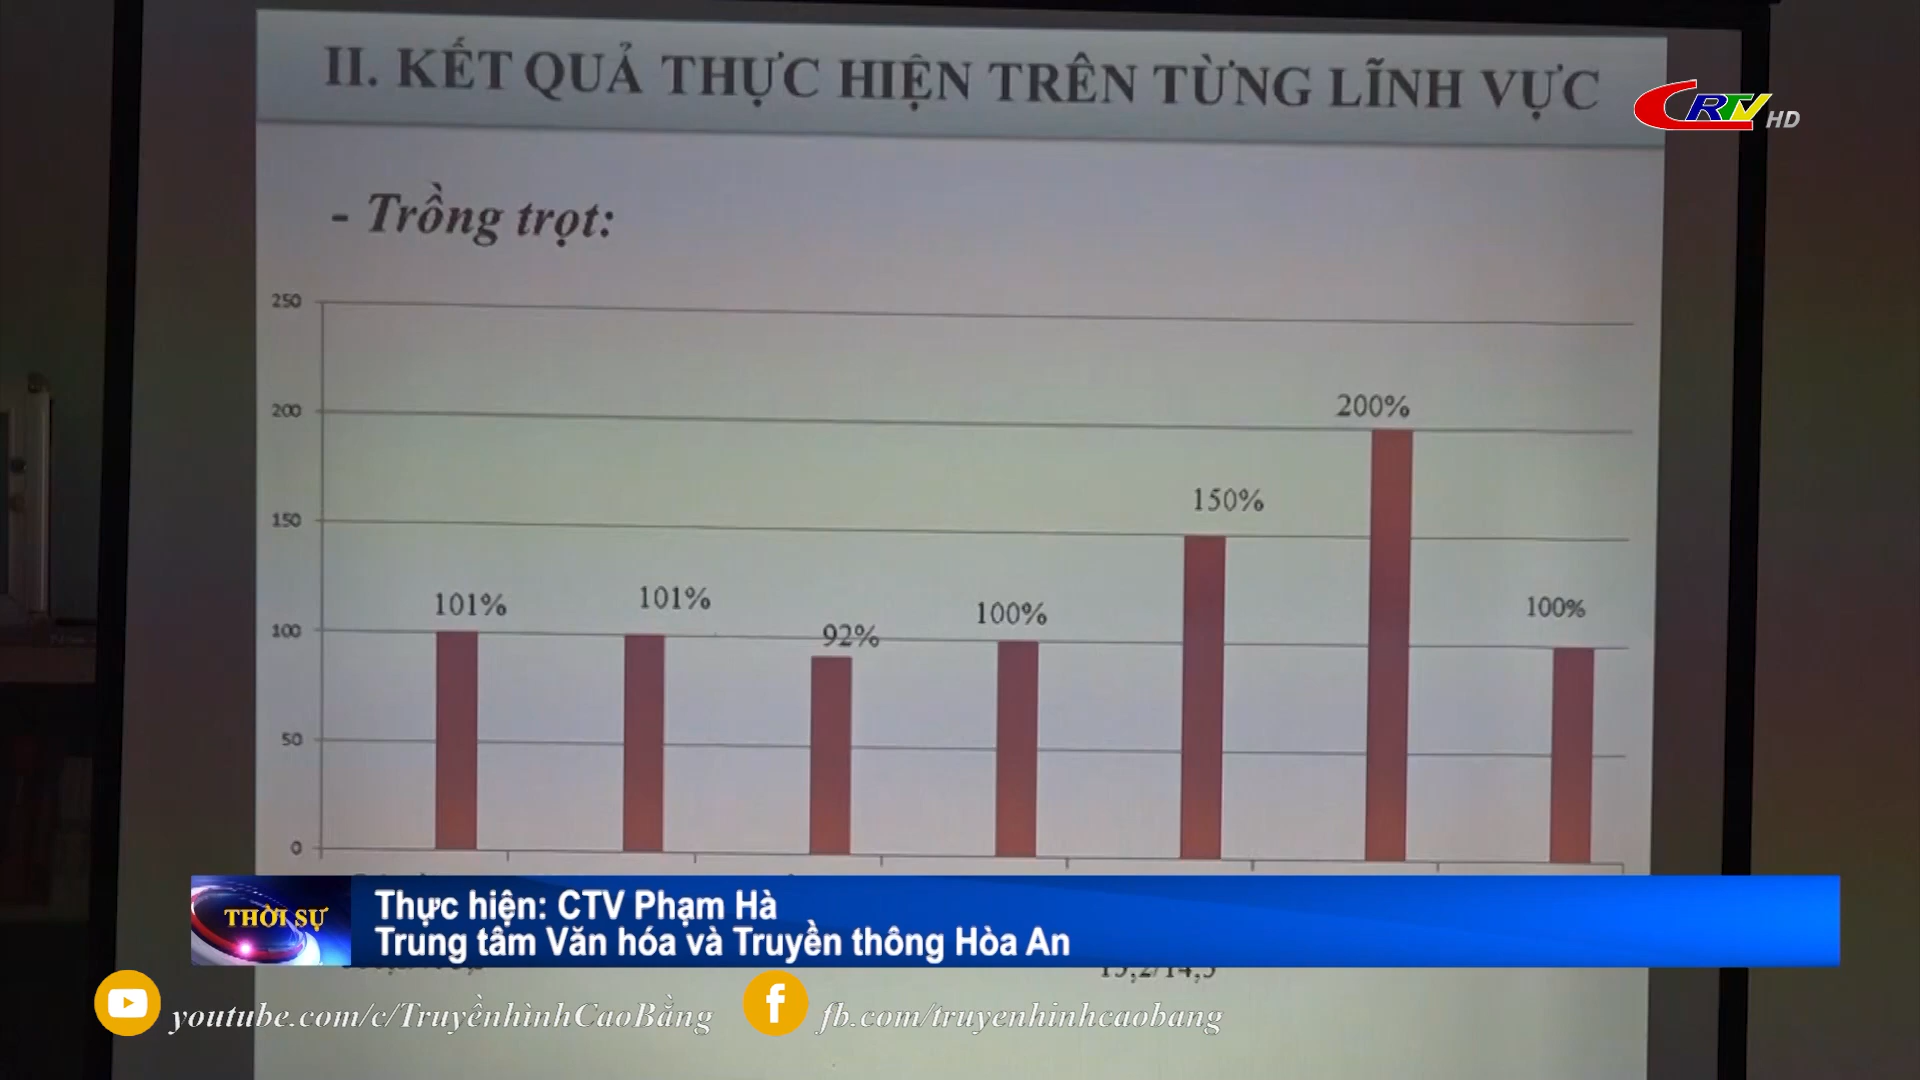 II. KẾT QUẢ THỰC HIỆN TRÊN TỪNG LĨNH VỰC
CRTV HD
- Trồng trọt:
250
200
150
100
50
0
101%
101%
92%
100%
150%
200%
100%
THỜI SỰ
Thực hiện: CTV Phạm Hà
Trung tâm Văn hóa và Truyền thông Hòa An
youtube.com/c/TruyềnhìnhCaoBằng
fb.com/truyenhinhcaobang